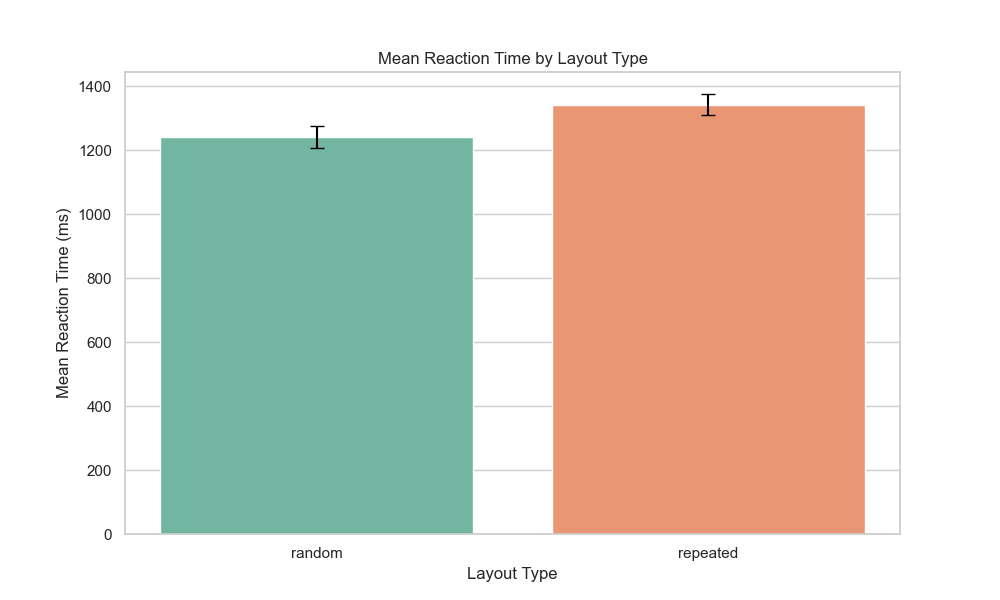 Mean Reaction Time by Layout Type
Mean Reaction Time (ms)
1400
1200
1000
800
600
400
200
0
random
repeated
Layout Type